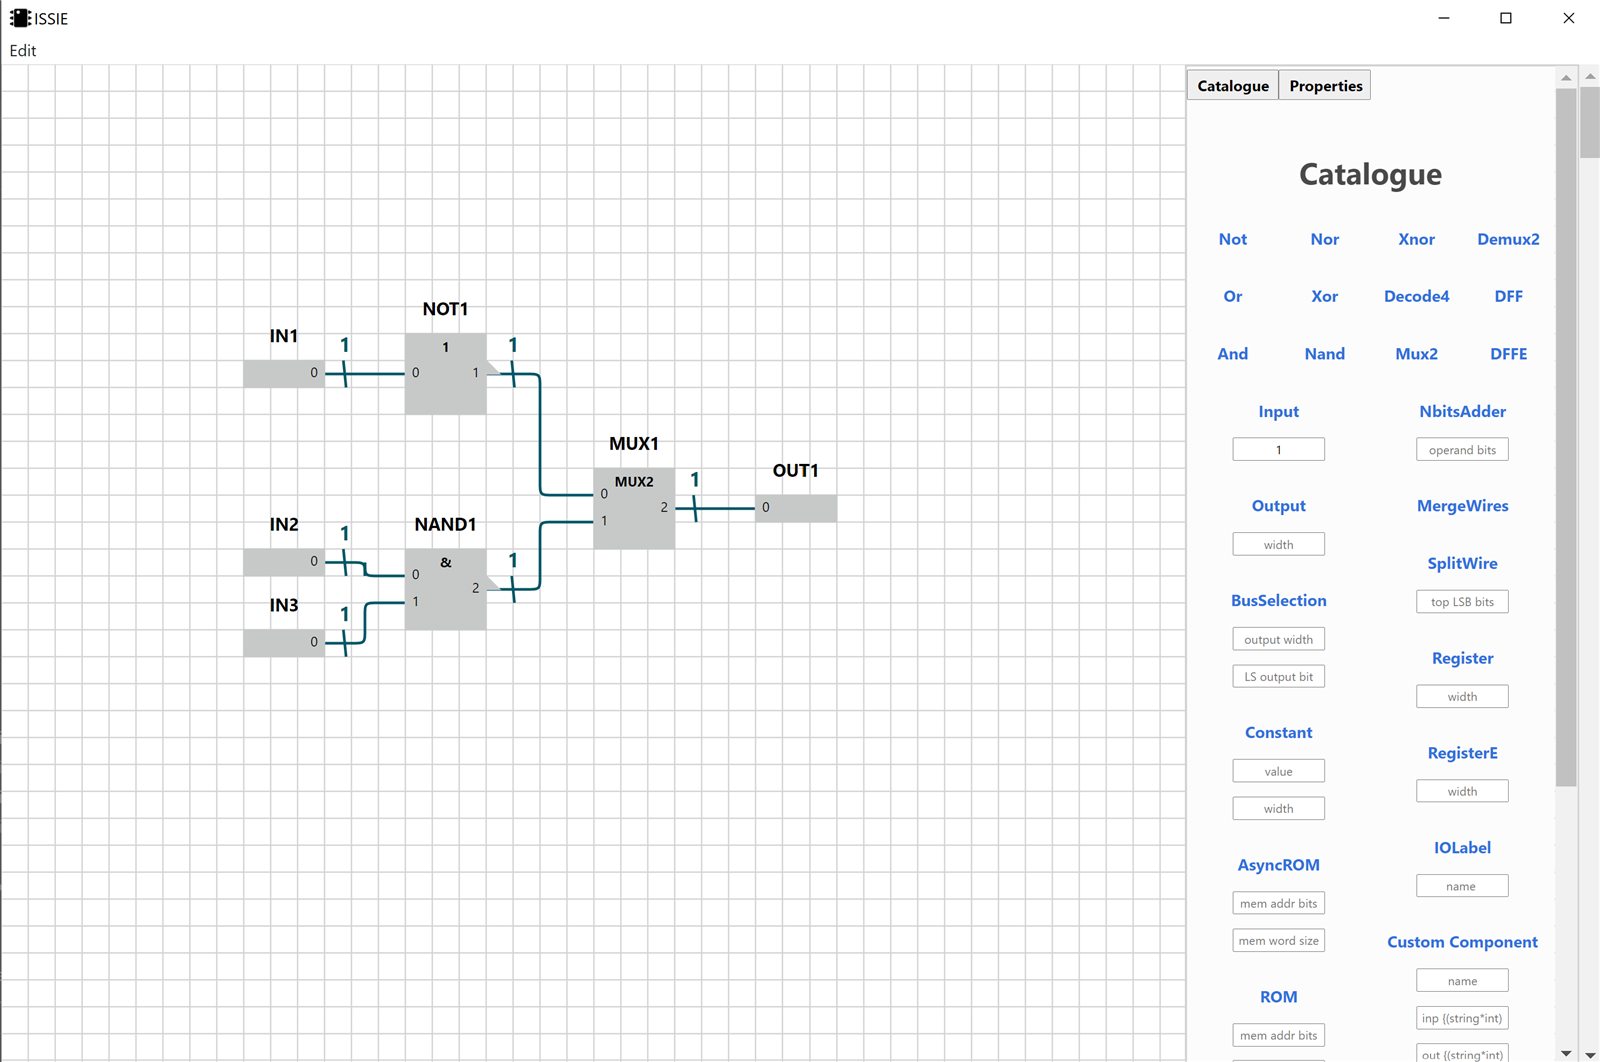 ISSIE
Edit
NOT1
IN1
1
1
1
0
0
1
MUX1
MUX2
0
1
2
1
OUT1
0
IN2
1
0
NAND1
&
0
1
2
1
IN3
1
0
Catalogue
Properties
Catalogue
Not
Nor
Xnor
Demux2
Or
Xor
Decode4
DFF
And
Nand
Mux2
DFFE
Input
1
Output
width
BusSelection
output width
LS output bit
Constant
value
width
AsyncROM
mem addr bits
mem word size
ROM
mem addr bits
NbitsAdder
operand bits
MergeWires
SplitWire
top LSB bits
Register
width
RegisterE
width
IOLabel
name
Custom Component
name
inp {(string*int)
out {(string*int)